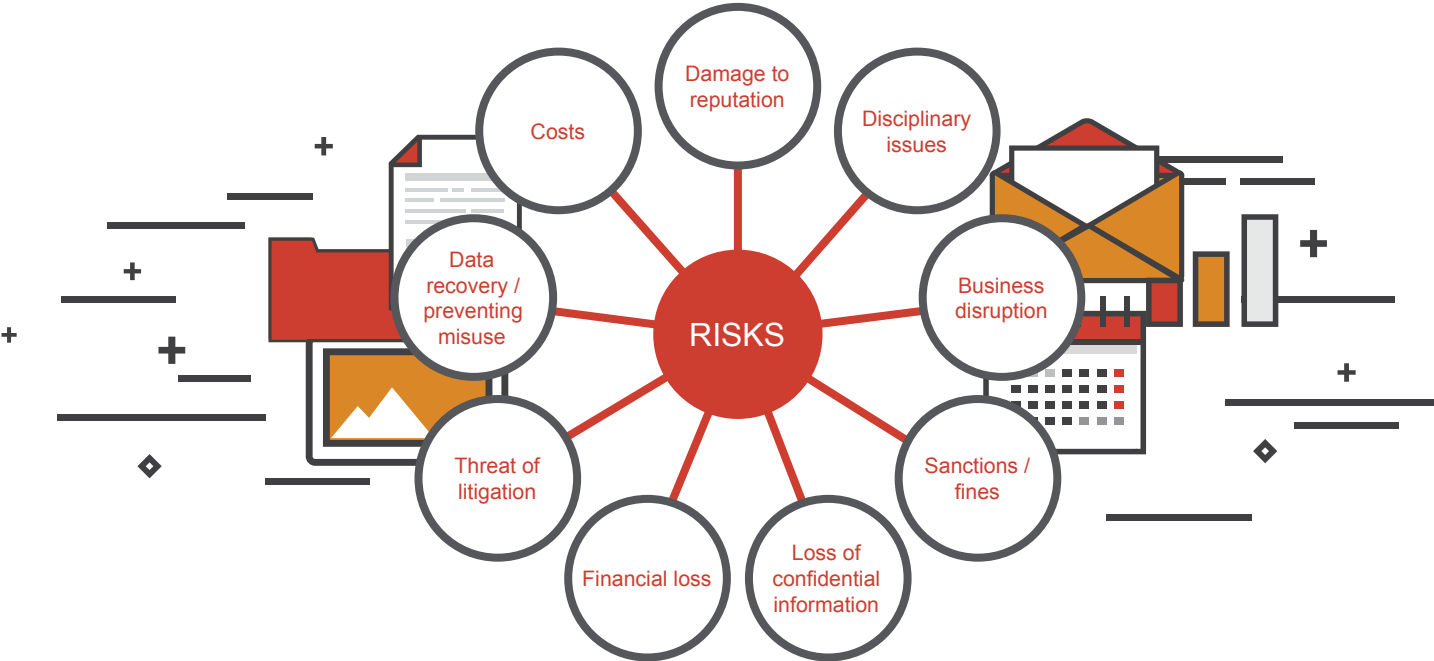 Damage to
reputation
Disciplinary
issues
Business
disruption
Sanctions /
fines
Loss of
confidential
information
Financial loss
Threat of
litigation
Data
recovery /
preventing
misuse
Costs
RISKS